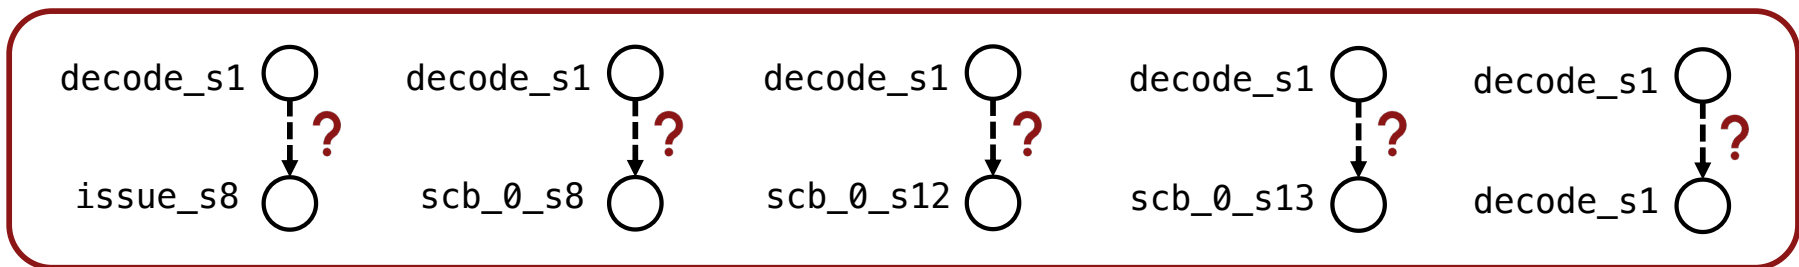 decode_s1 decode_s1 decode_s1 decode_s1 decode_s1
? ? ? ? ?
issue_s8 scb_0_s8 scb_0_s12 scb_0_s13 decode_s1